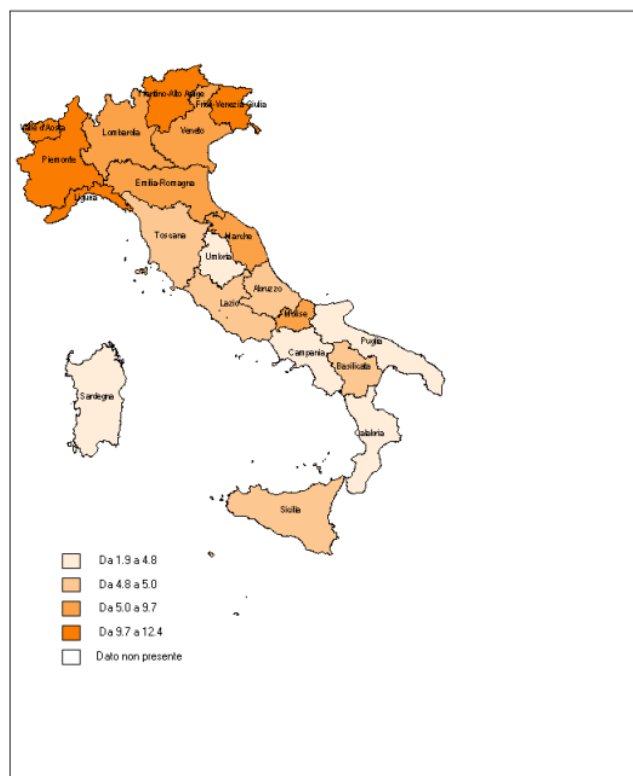 Trentino-Alto Adige
Friuli-Venezia-Giulia
Valle d'Aosta
Lombardia
Veneto
Piemonte
Emilia-Romagna
Liguria
Toscana
Marche
Umbria
Abruzzo
Lazio
Molise
Puglia
Campania
Basilicata
Sardegna
Calabria
Sicilia
Da 1.9 a 4.8
Da 4.8 a 5.0
Da 5.0 a 9.7
Da 9.7 a 12.4
Dato non presente